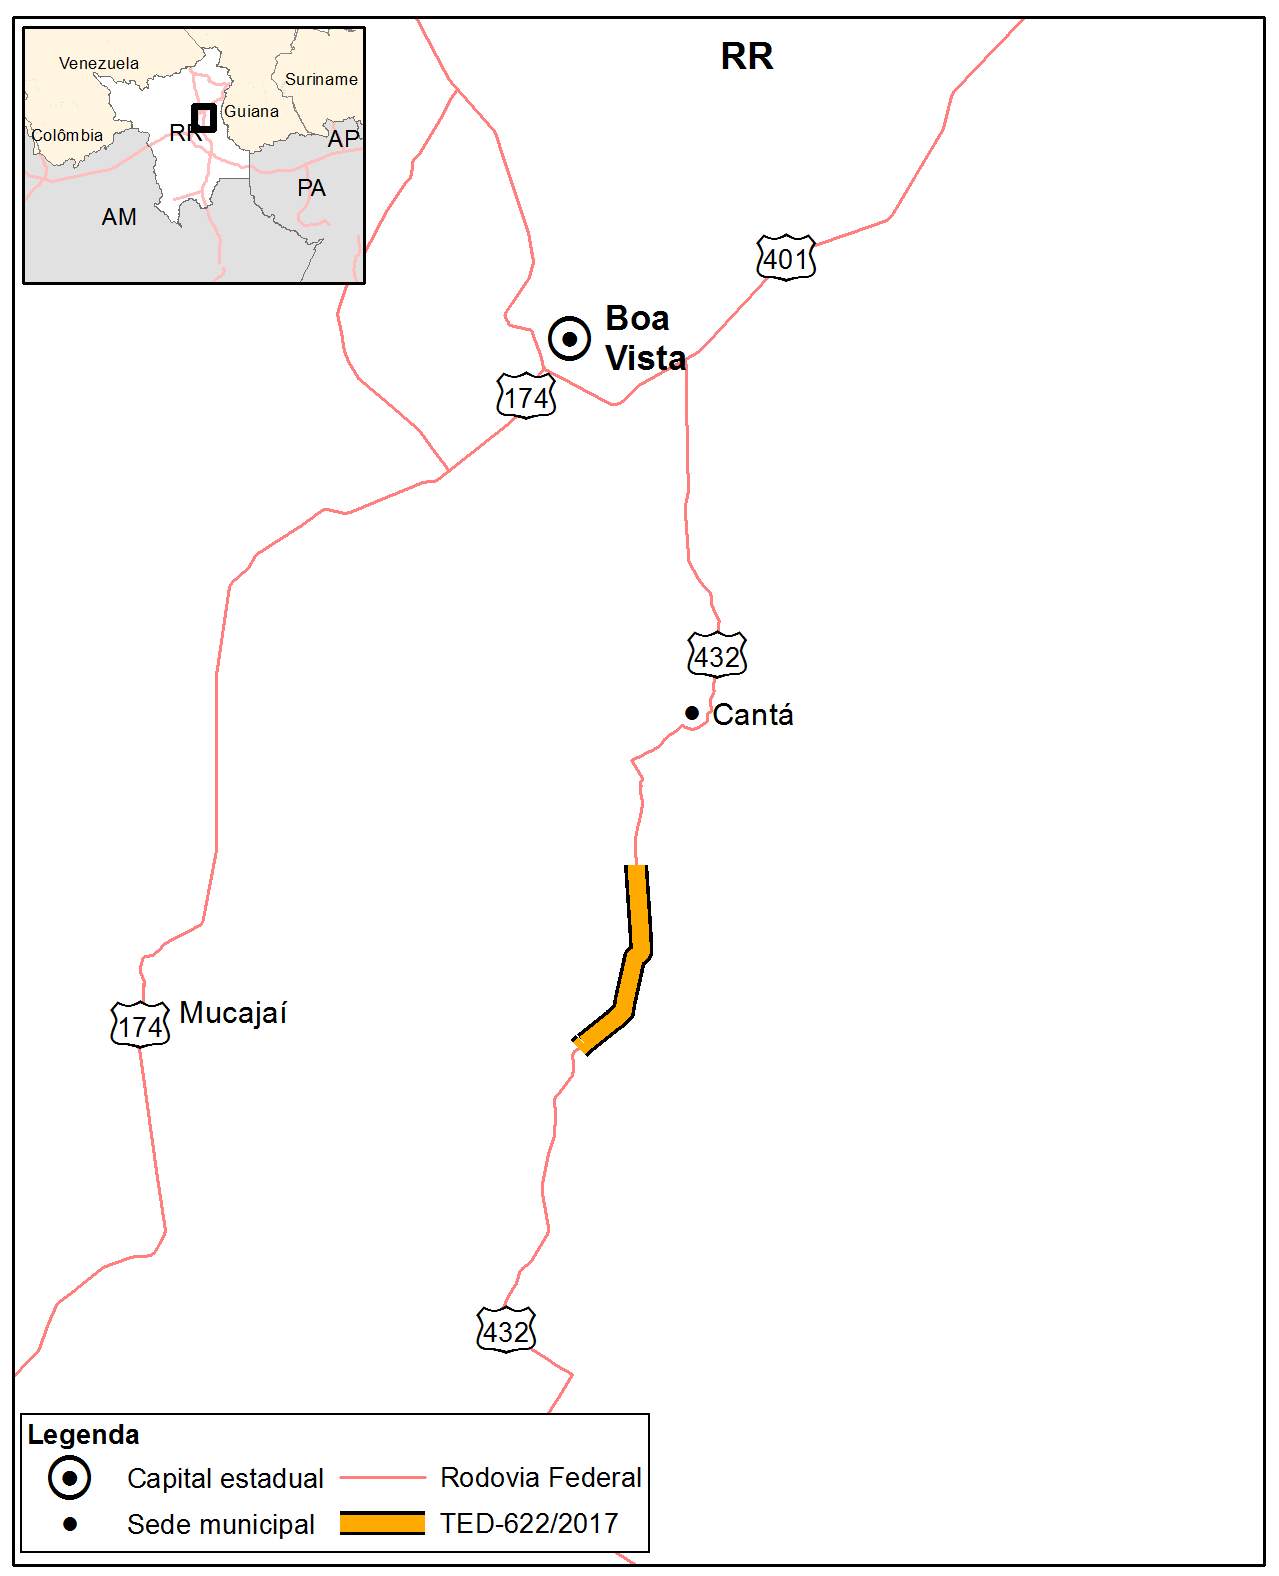 RR
Venezuela
Suriname
Guiana
Colômbia
RR
AP
PA
AM
401
Boa
Vista
174
432
Cantá
174
Mucajaí
432
Legenda
Capital estadual
Rodovia Federal
Sede municipal
TED-622/2017